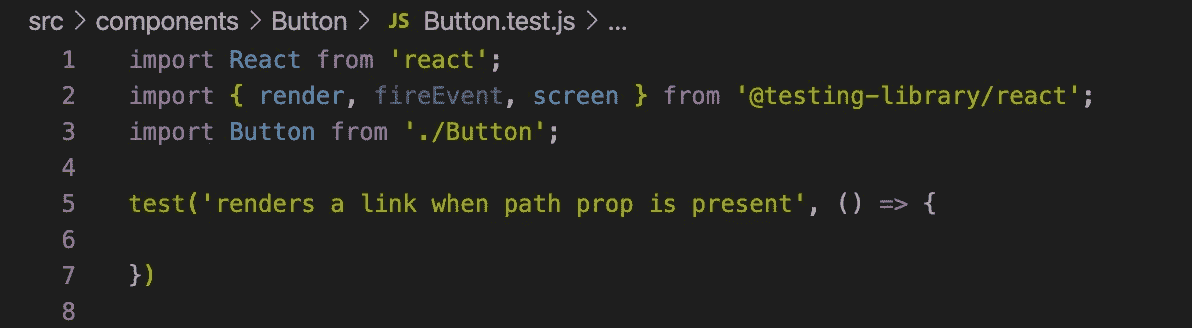 src > components > Button > JS Button.test.js > ...
1 import React from 'react';
2 import { render, fireEvent, screen } from '@testing-library/react';
3 import Button from './Button';
4
5 test('renders a link when path prop is present', () => {
6
7 })
8